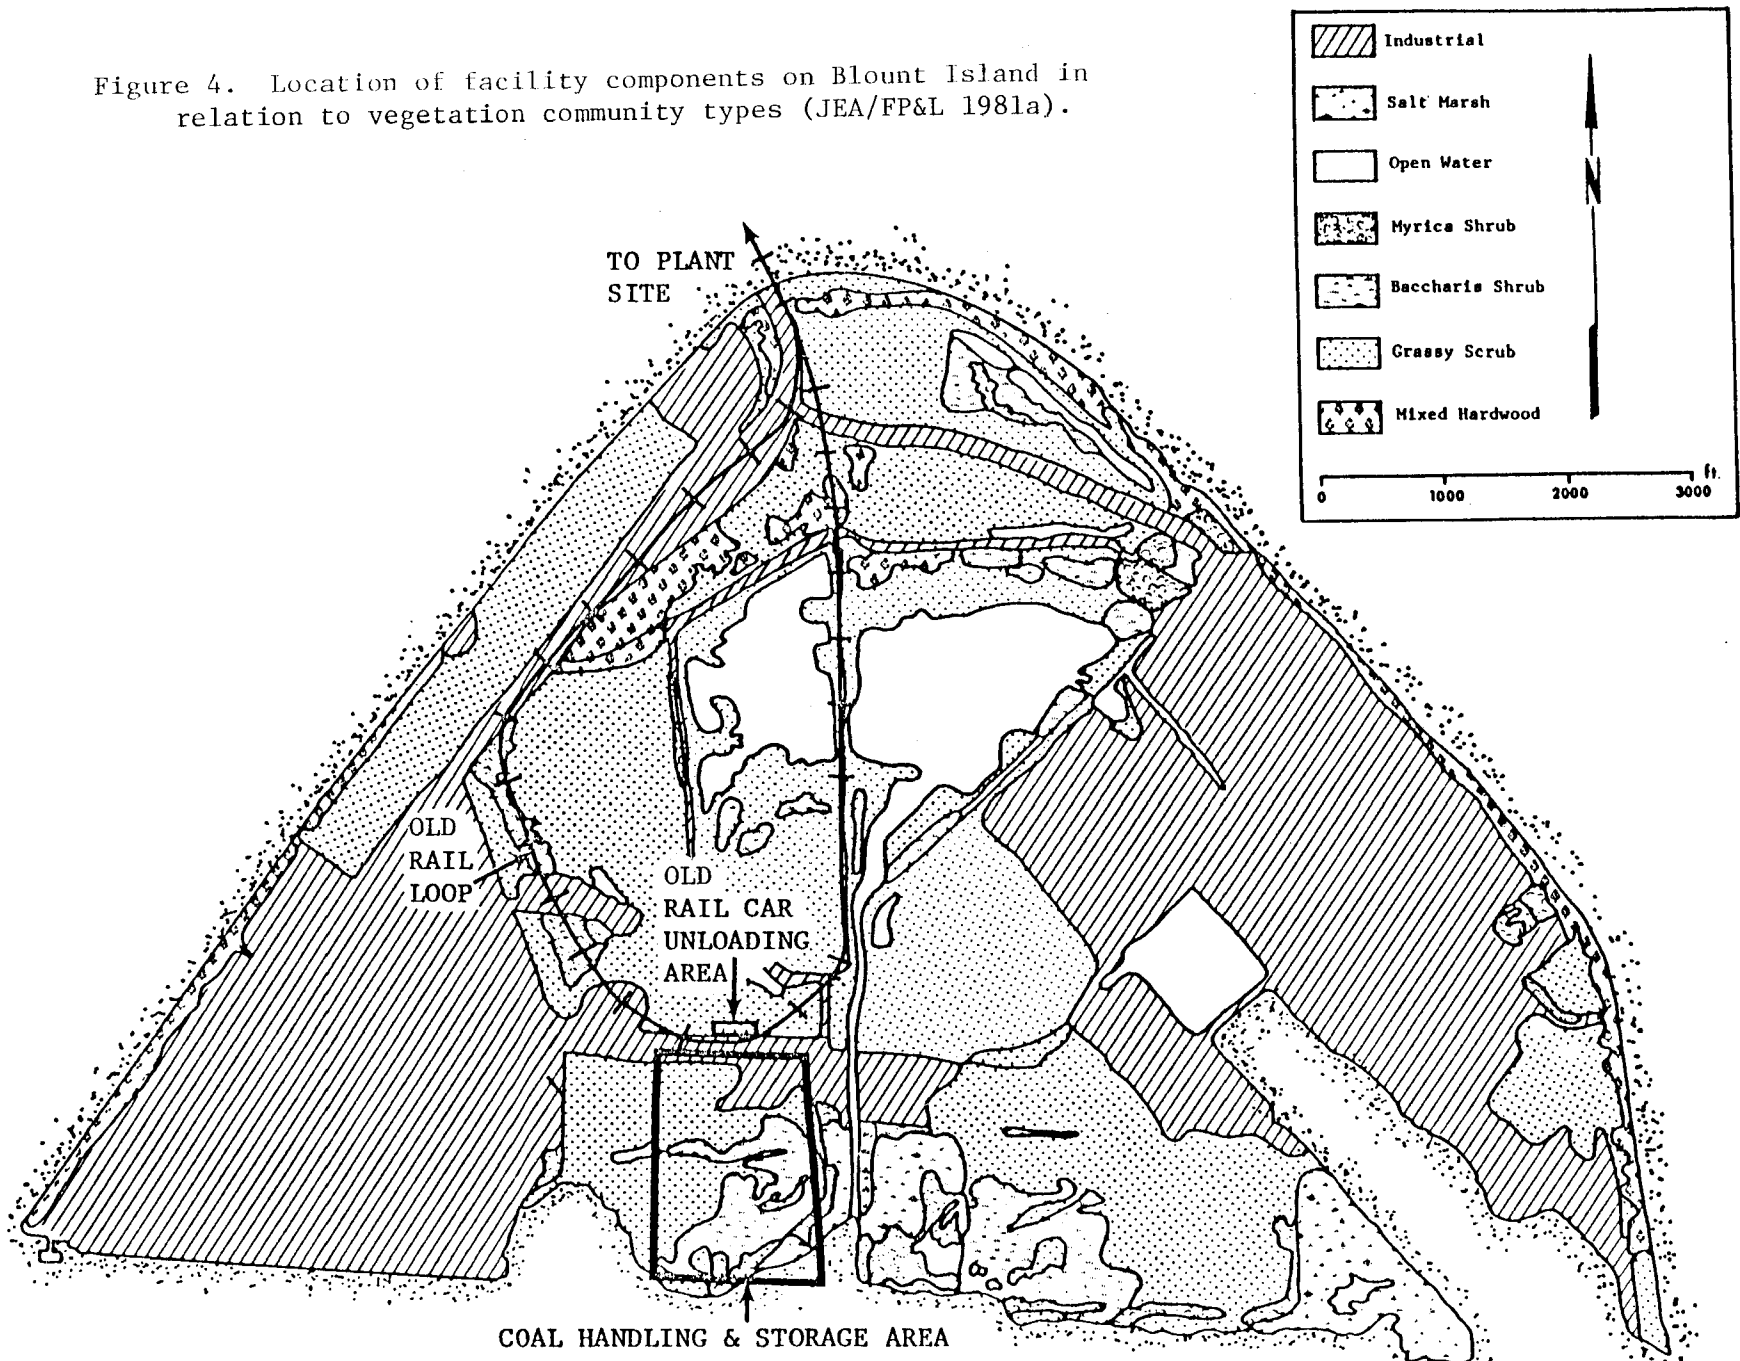 Figure 4. Location of facility components on Blount Island in
relation to vegetation community types (JEA/FP&L 1981a).
Industrial
Salt Marsh
Open Water
Myrica Shrub
Baccharis Shrub
Grassy Scrub
Mixed Hardwood
N
ft.
0 1000 2000 3000
TO PLANT
SITE
OLD
RAIL
LOOP
OLD
RAIL CAR
UNLOADING
AREA
COAL HANDLING & STORAGE AREA